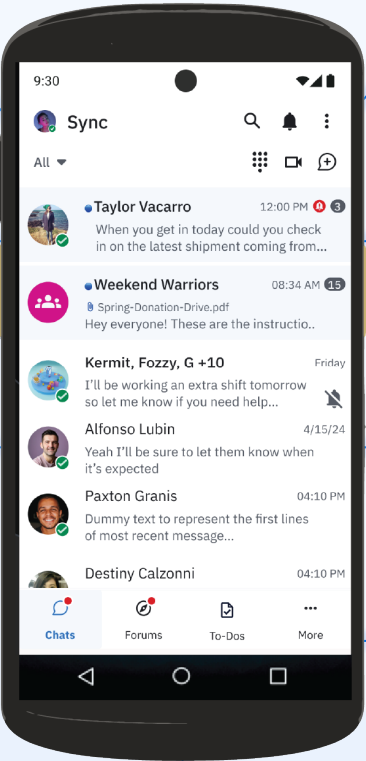 9:30
Sync
All
Taylor Vacarro 12:00 PM 3
When you get in today could you check
in on the latest shipment coming from...
Weekend Warriors 08:34 AM 15
Spring-Donation-Drive.pdf
Hey everyone! These are the instructio..
Kermit, Fozzy, G +10 Friday
I'll be working an extra shift tomorrow
so let me know if you need help...
Alfonso Lubin 4/15/24
Yeah I'll be sure to let them know when
it's expected
Paxton Granis 04:10 PM
Dummy text to represent the first lines
of most recent message...
Destiny Calzonni 04:10 PM
Chats Forums To-Dos More